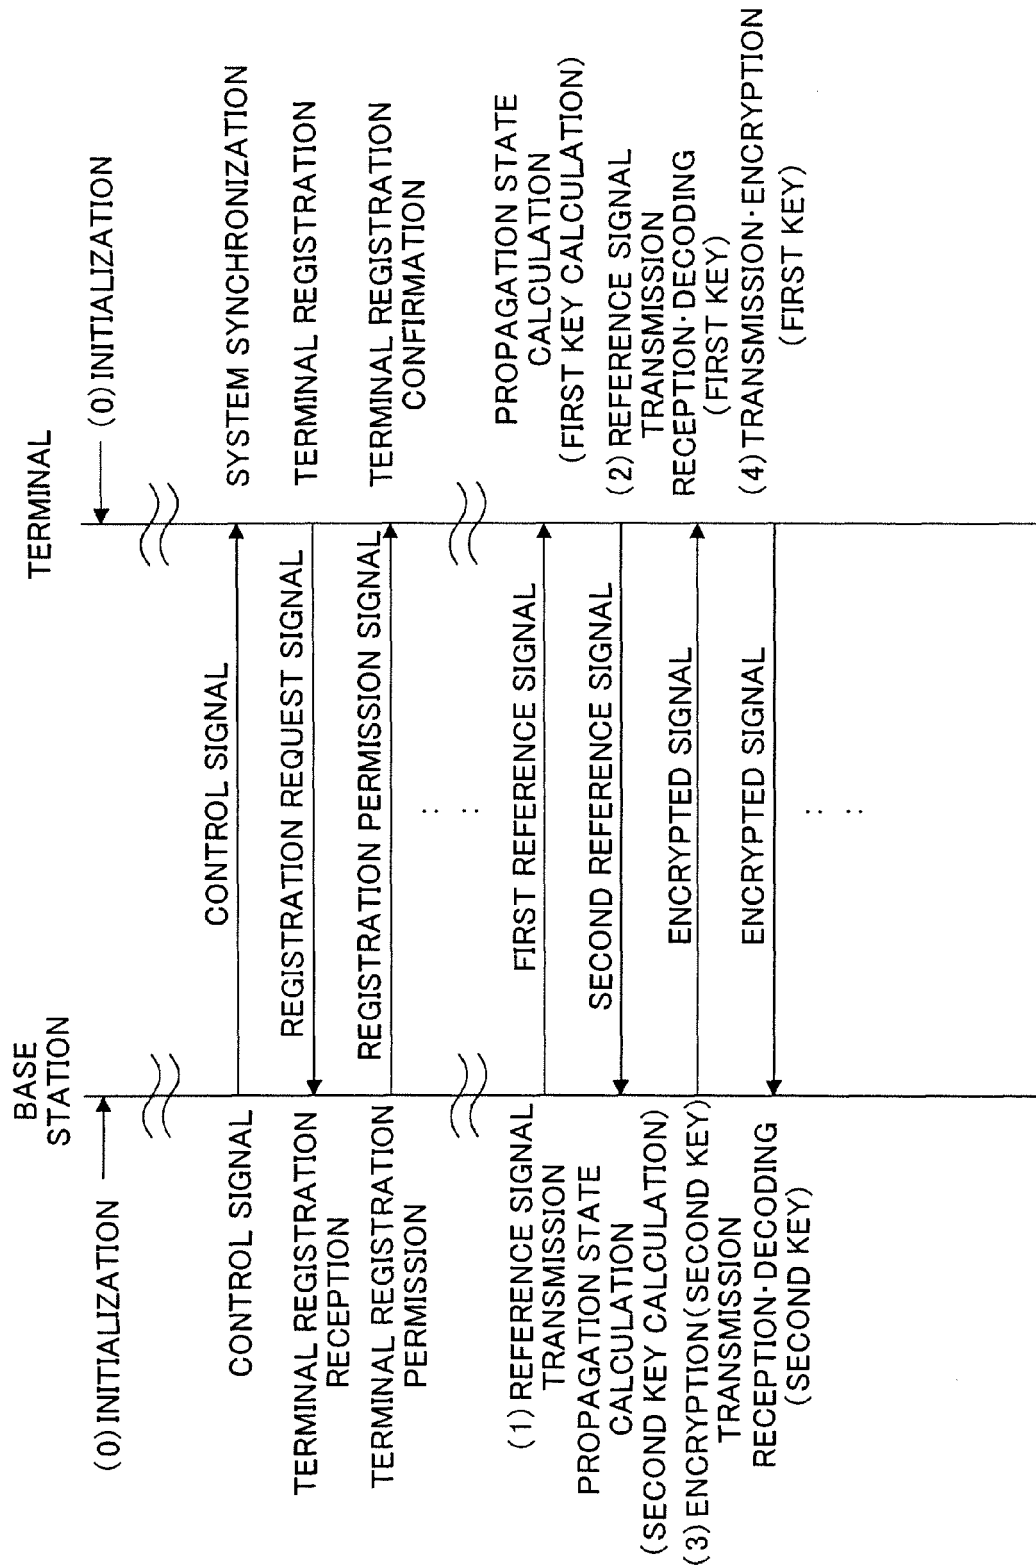 BASE
STATION
TERMINAL
(0)INITIALIZATION
(0)INITIALIZATION
CONTROL SIGNAL
CONTROL SIGNAL
SYSTEM SYNCHRONIZATION
TERMINAL REGISTRATION
RECEPTION
REGISTRATION REQUEST SIGNAL
TERMINAL REGISTRATION
TERMINAL REGISTRATION
PERMISSION
REGISTRATION PERMISSION SIGNAL
TERMINAL REGISTRATION
CONFIRMATION
(1)REFERENCE SIGNAL
TRANSMISSION
FIRST REFERENCE SIGNAL
PROPAGATION STATE
CALCULATION
(FIRST KEY CALCULATION)
PROPAGATION STATE
CALCULATION
(SECOND KEY CALCULATION)
SECOND REFERENCE SIGNAL
(2)REFERENCE SIGNAL
TRANSMISSION
(3)ENCRYPTION(SECOND KEY)
TRANSMISSION
ENCRYPTED SIGNAL
RECEPTION·DECODING
(FIRST KEY)
RECEPTION·DECODING
(SECOND KEY)
ENCRYPTED SIGNAL
(4)TRANSMISSION·ENCRYPTION
(FIRST KEY)